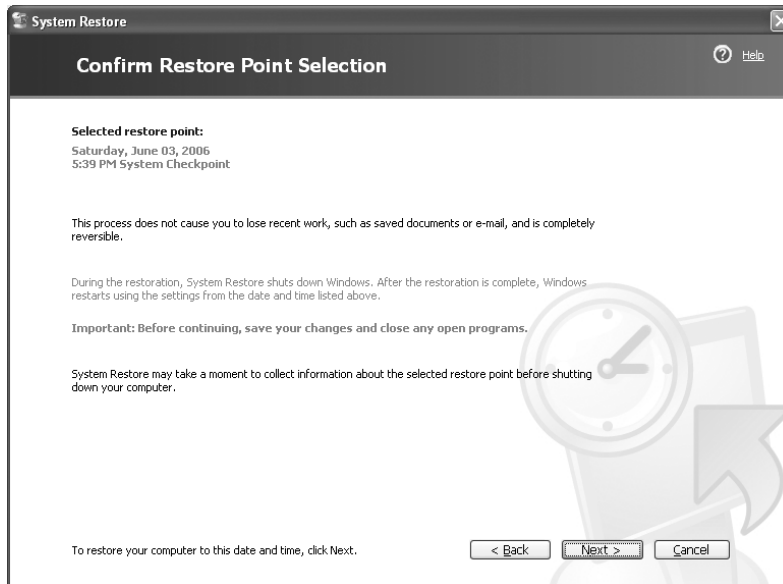 System Restore
Confirm Restore Point Selection
Help
Selected restore point:
Saturday, June 03, 2006
5:39 PM System Checkpoint
This process does not cause you to lose recent work, such as saved documents or e-mail, and is completely
reversible.
During the restoration, System Restore shuts down Windows. After the restoration is complete, Windows
restarts using the settings from the date and time listed above.
Important: Before continuing, save your changes and close any open programs.
System Restore may take a moment to collect information about the selected restore point before shutting
down your computer.
To restore your computer to this date and time, click Next.
< Back
Next >
Cancel